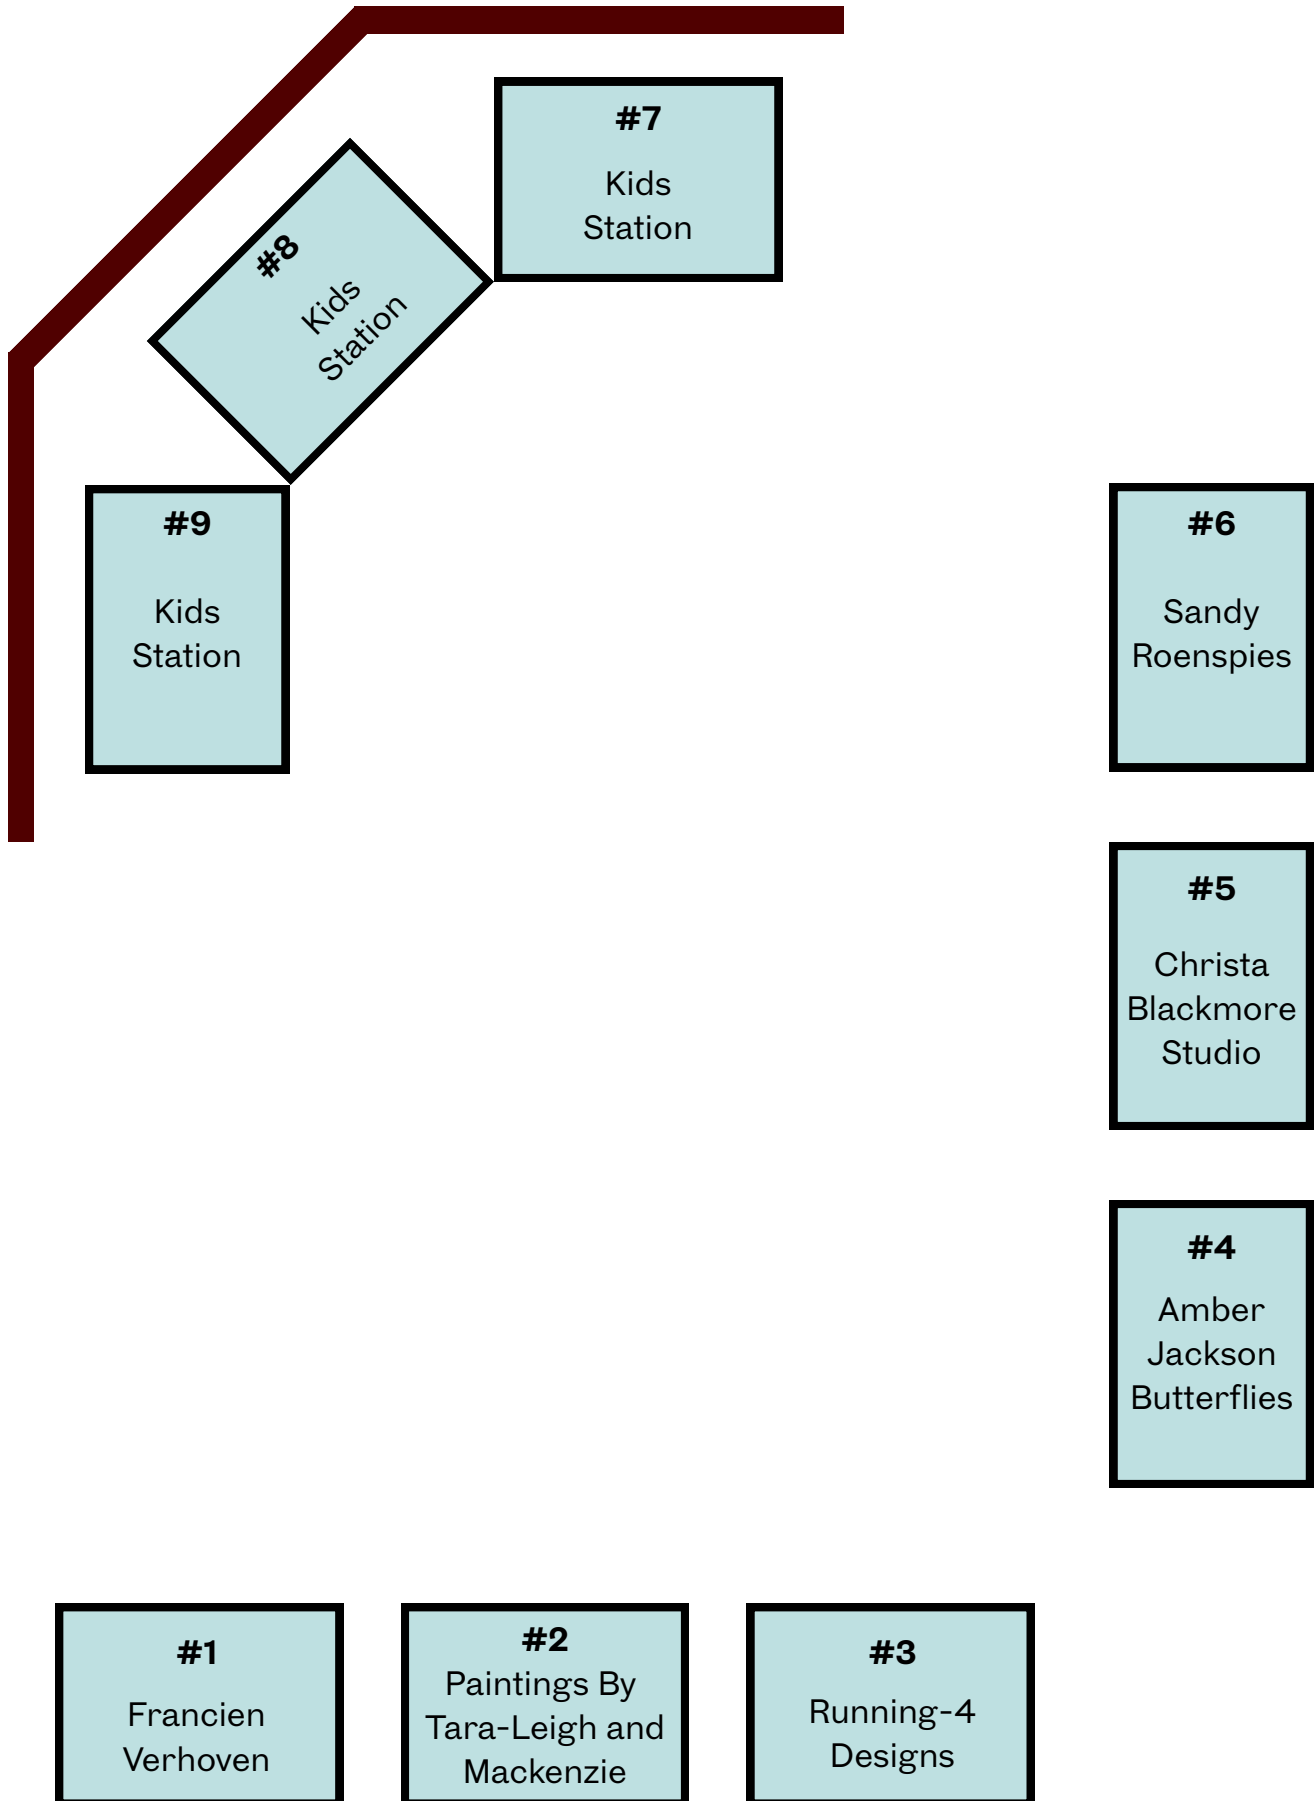 #7
Kids
Station
#8
Kids
Station
#9
Kids
Station
#6
Sandy
Roenspies
#5
Christa
Blackmore
Studio
#4
Amber
Jackson
Butterflies
#1
Francien
Verhoven
#2
Paintings By
Tara-Leigh and
Mackenzie
#3
Running-4
Designs